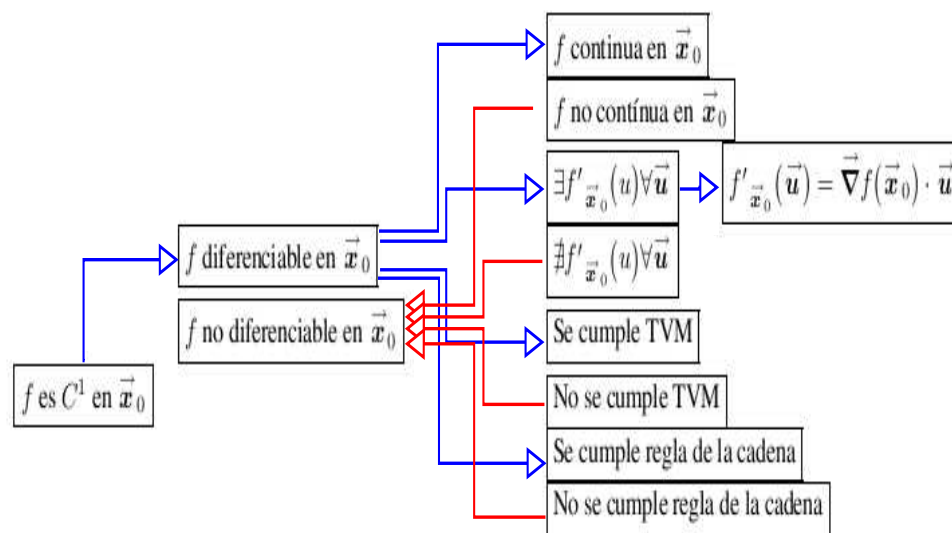 f continua en x⃗₀
f no contínua en x⃗₀
∃f′ₓ⃗₀(u)∀u⃗
f′ₓ⃗₀(u⃗) = ∇⃗f(x⃗₀) · u⃗
f diferenciable en x⃗₀
∄f′ₓ⃗₀(u)∀u⃗
f no diferenciable en x⃗₀
Se cumple TVM
f es C¹ en x⃗₀
No se cumple TVM
Se cumple regla de la cadena
No se cumple regla de la cadena